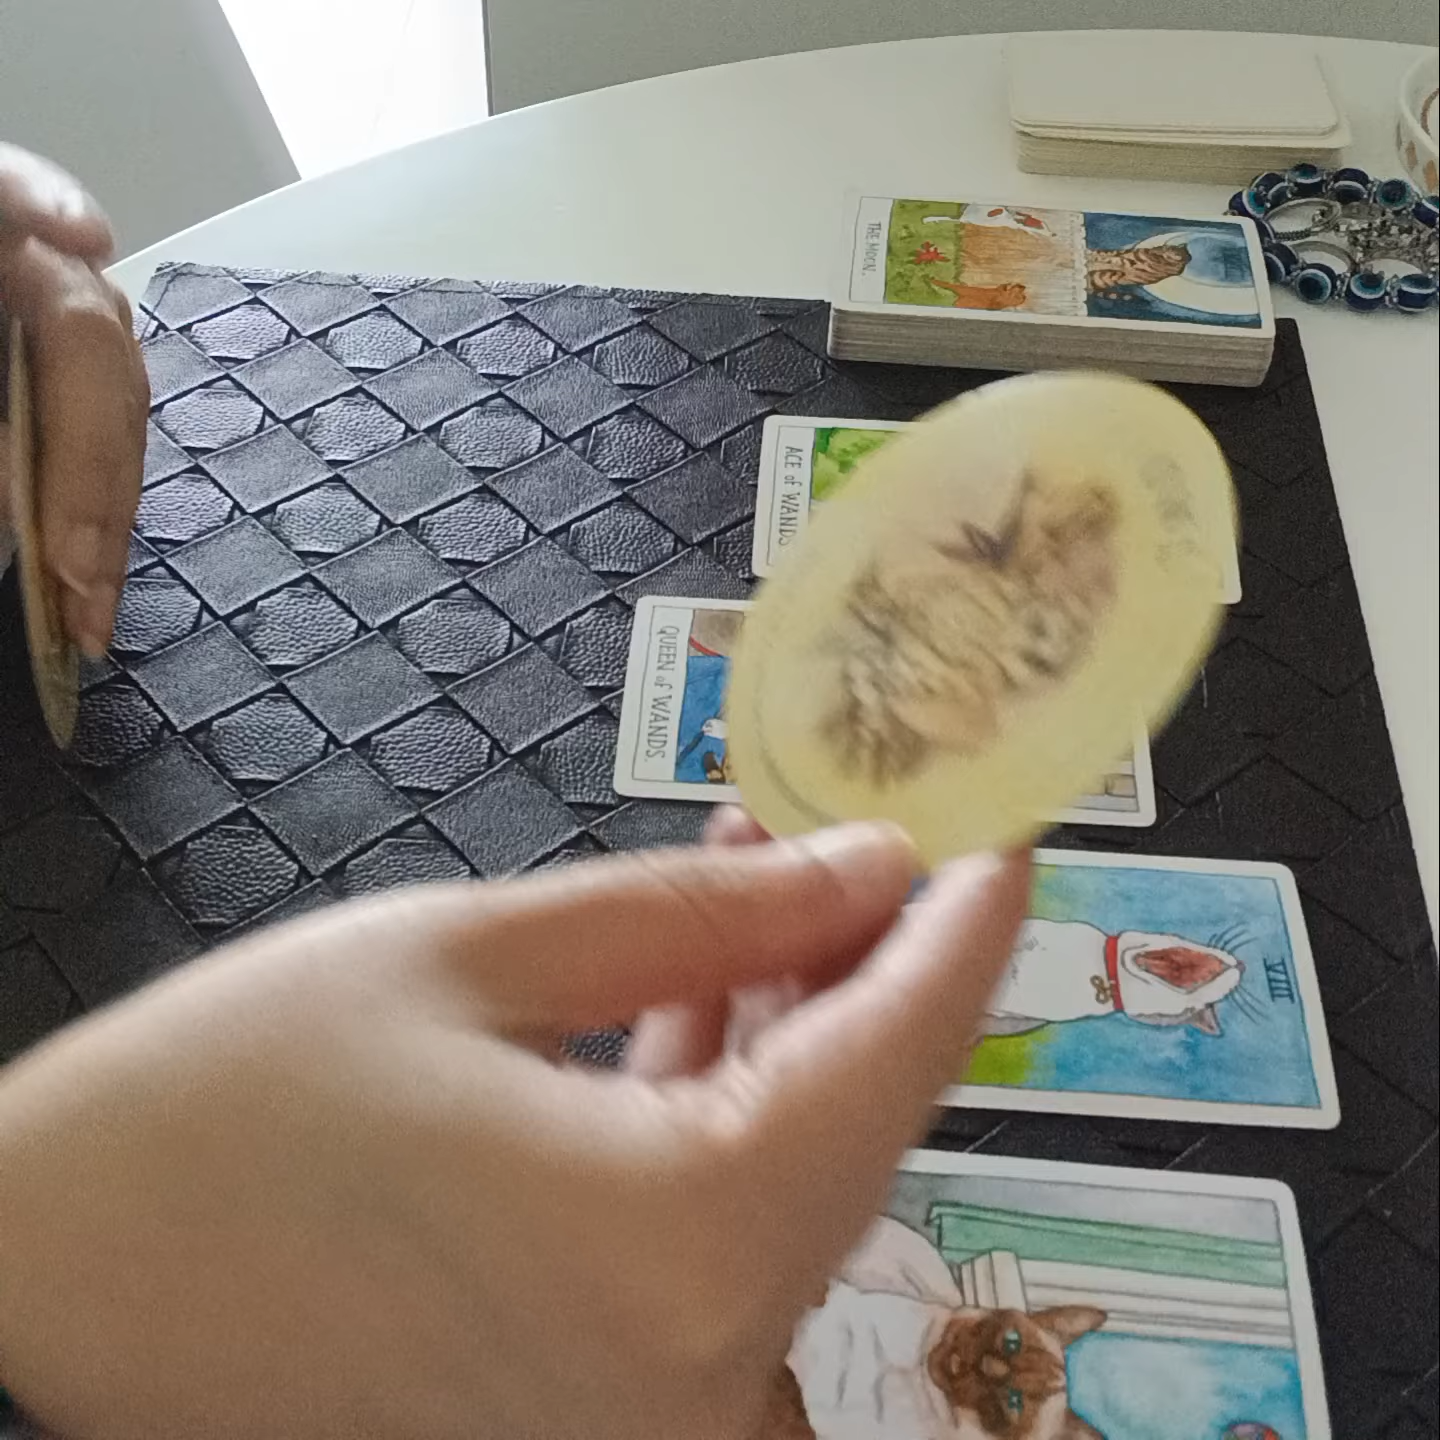 THE MOON.
ACE of WANDS
QUEEN of WANDS.
VIII